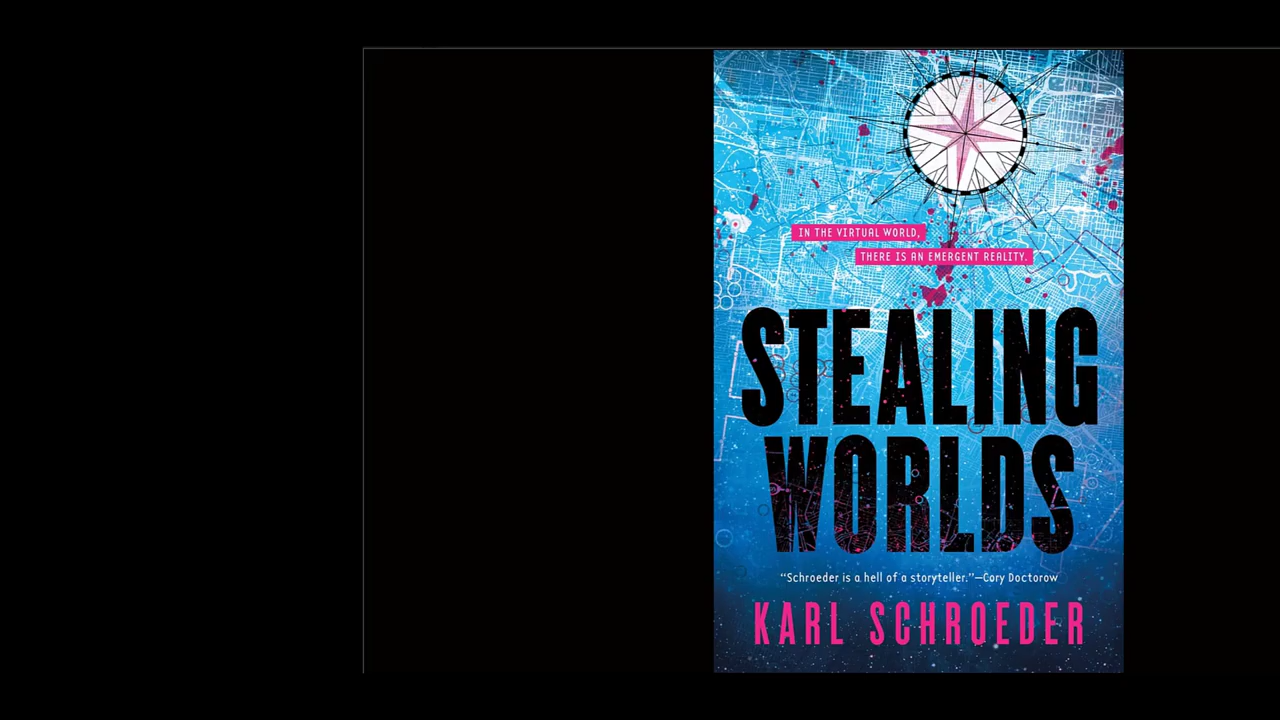 IN THE VIRTUAL WORLD,
THERE IS AN EMERGENT REALITY.
STEALING
WORLDS
“Schroeder is a hell of a storyteller.”—Cory Doctorow
KARL SCHROEDER